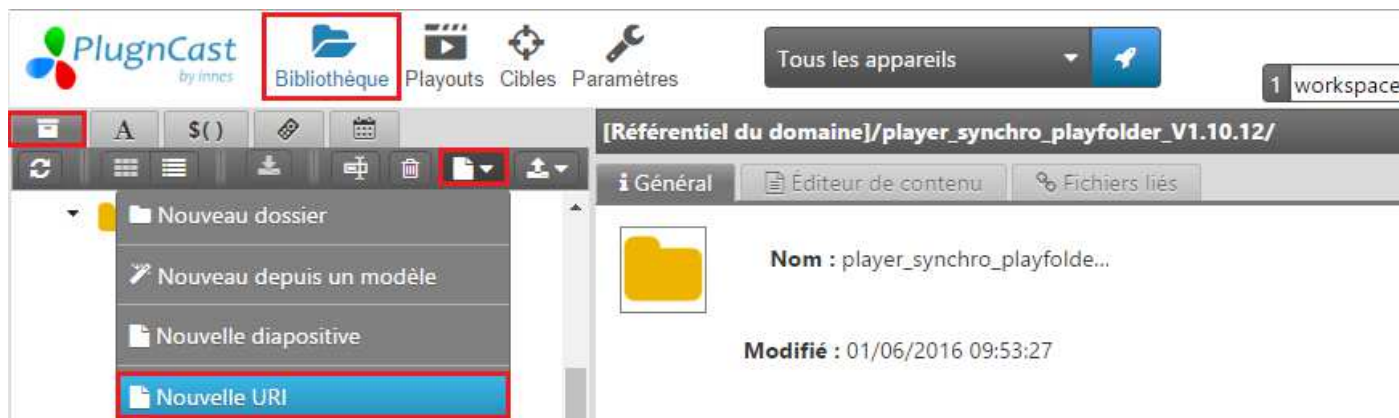 PlugnCast
by innes
Bibliothèque Playouts Cibles Paramètres
Tous les appareils
1 workspace
A $()
[Référentiel du domaine]/player_synchro_playfolder_V1.10.12/
i Général Éditeur de contenu Fichiers liés
Nouveau dossier
Nom : player_synchro_playfolde...
Nouveau depuis un modèle
Nouvelle diapositive
Modifié : 01/06/2016 09:53:27
Nouvelle URI